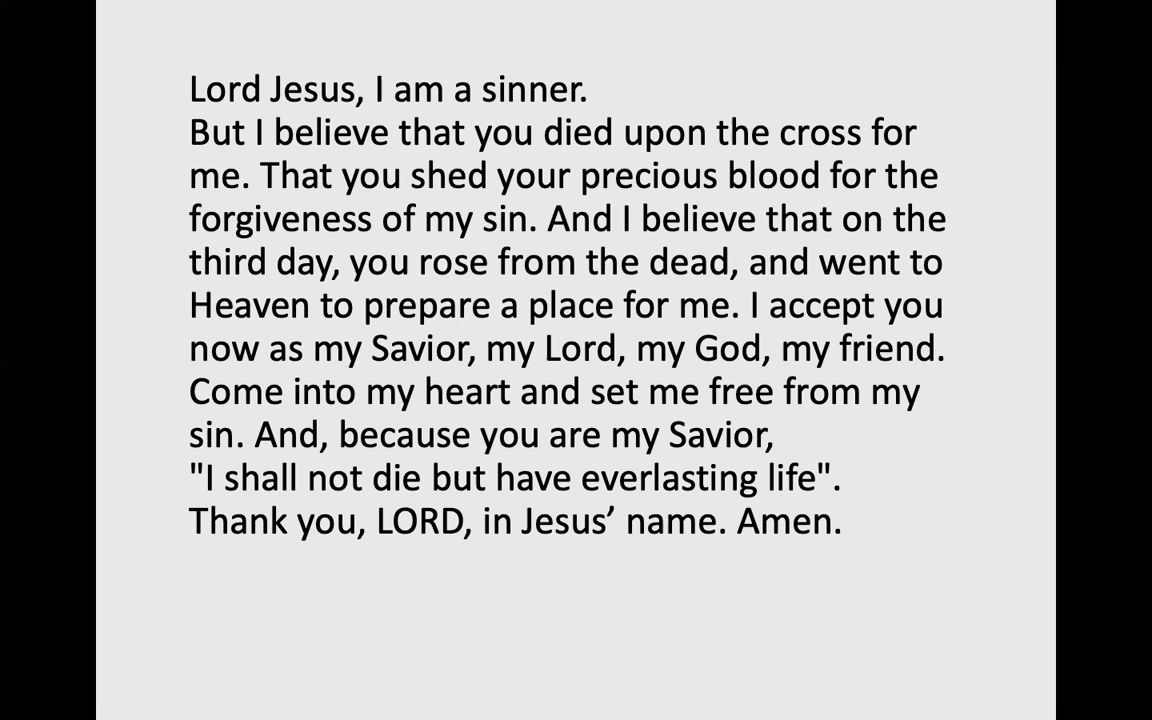 Lord Jesus, I am a sinner.
But I believe that you died upon the cross for
me. That you shed your precious blood for the
forgiveness of my sin. And I believe that on the
third day, you rose from the dead, and went to
Heaven to prepare a place for me. I accept you
now as my Savior, my Lord, my God, my friend.
Come into my heart and set me free from my
sin. And, because you are my Savior,
"I shall not die but have everlasting life".
Thank you, LORD, in Jesus’ name. Amen.